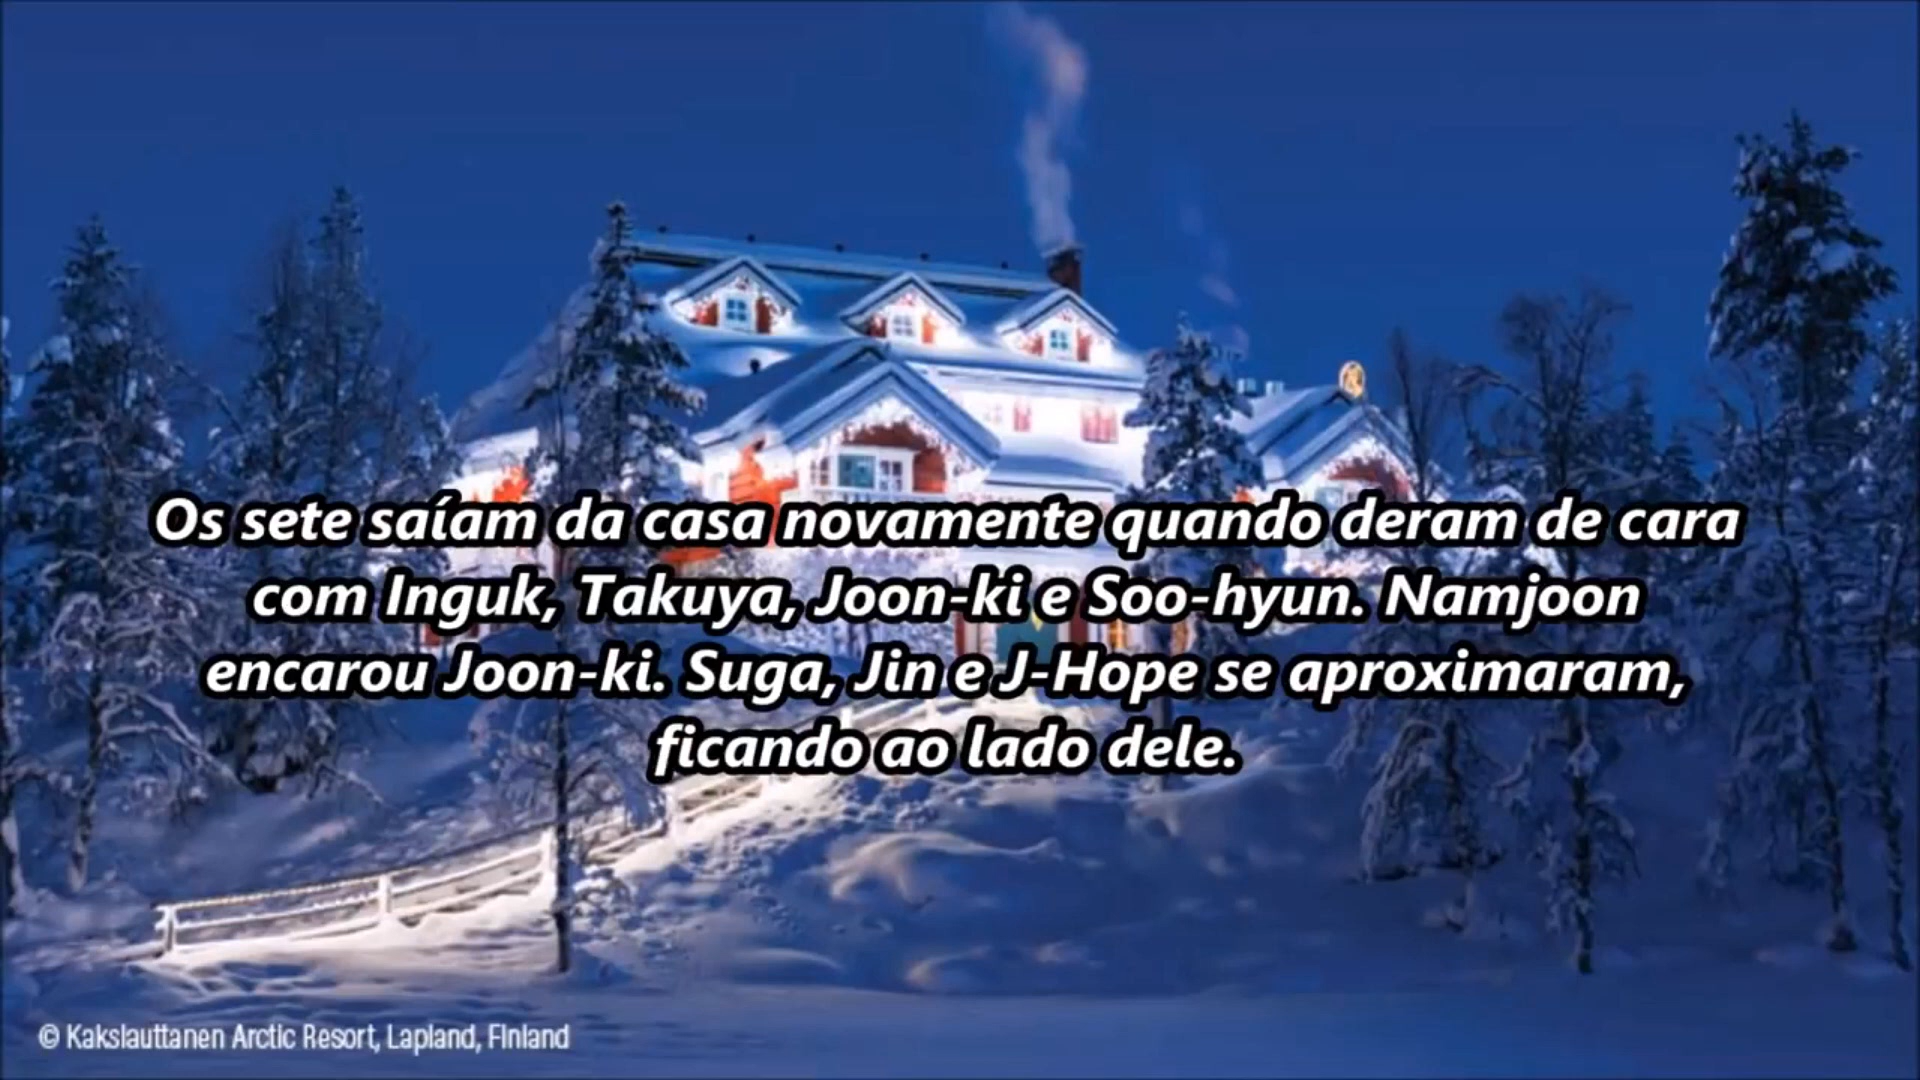 Os sete saíam da casa novamente quando deram de cara
com Inguk, Takuya, Joon-ki e Soo-hyun. Namjoon
encarou Joon-ki. Suga, Jin e J-Hope se aproximaram,
ficando ao lado dele.
© Kakslauttanen Arctic Resort, Lapland, Finland